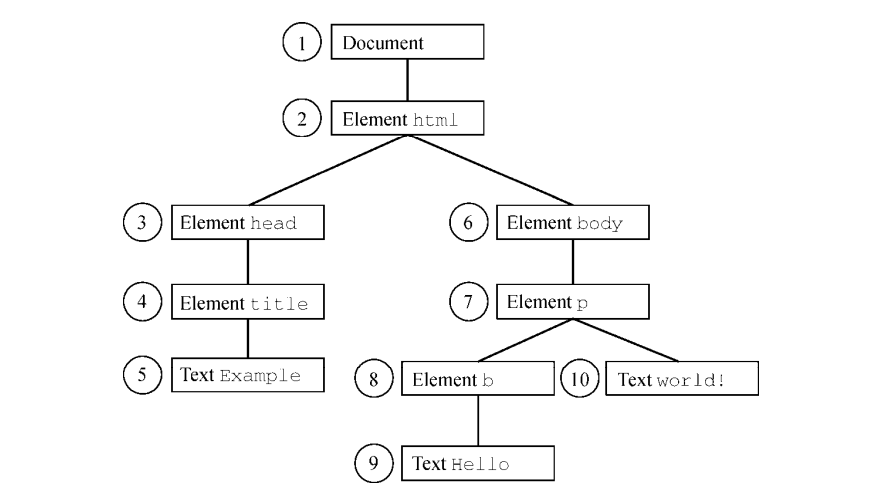 1 Document
2 Element html
3 Element head
6 Element body
4 Element title
7 Element p
5 Text Example
8 Element b
10 Text world!
9 Text Hello